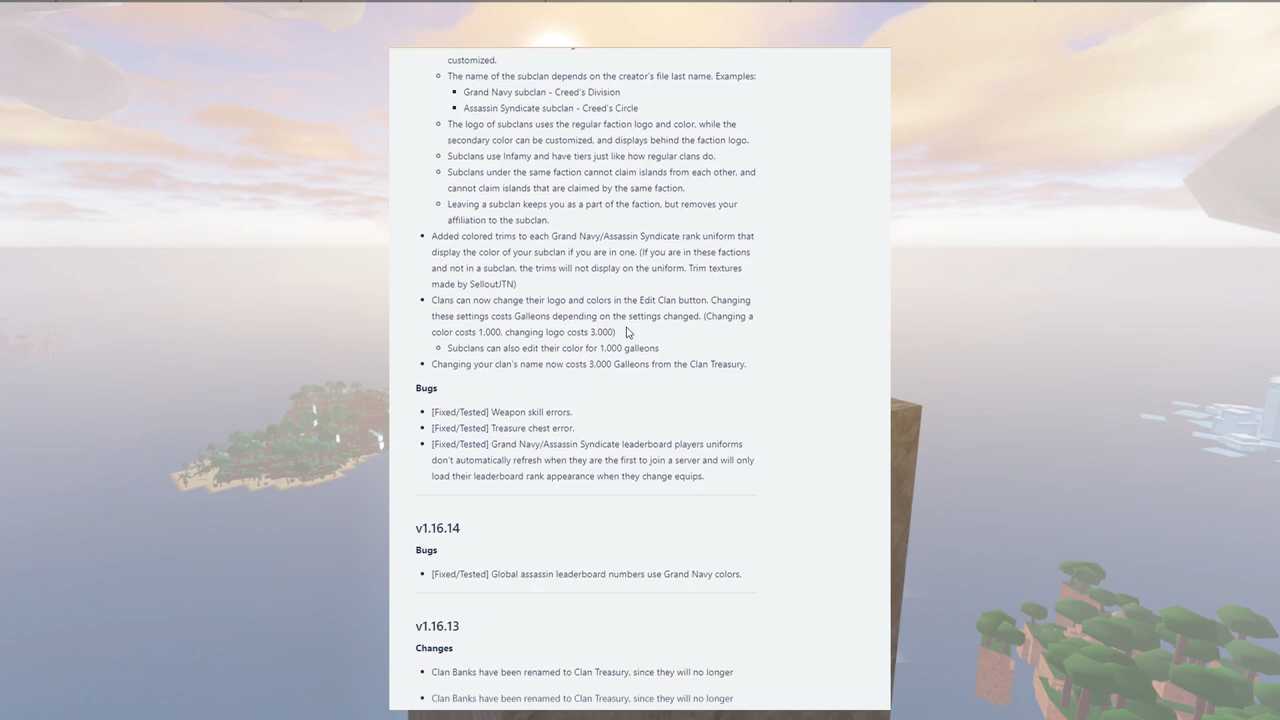 customized.
The name of the subclan depends on the creator's file last name. Examples:
Grand Navy subclan - Creed's Division
Assassin Syndicate subclan - Creed's Circle
The logo of subclans uses the regular faction logo and color, while the
secondary color can be customized, and displays behind the faction logo.
Subclans use Infamy and have tiers just like how regular clans do.
Subclans under the same faction cannot claim islands from each other, and
cannot claim islands that are claimed by the same faction.
Leaving a subclan keeps you as a part of the faction, but removes your
affiliation to the subclan.
Added colored trims to each Grand Navy/Assassin Syndicate rank uniform that
display the color of your subclan if you are in one. (If you are in these factions
and not in a subclan, the trims will not display on the uniform. Trim textures
made by SelloutJTN)
Clans can now change their logo and colors in the Edit Clan button. Changing
these settings costs Galleons depending on the settings changed. (Changing a
color costs 1,000, changing logo costs 3,000)
Subclans can also edit their color for 1,000 galleons
Changing your clan's name now costs 3,000 Galleons from the Clan Treasury.
Bugs
[Fixed/Tested] Weapon skill errors.
[Fixed/Tested] Treasure chest error.
[Fixed/Tested] Grand Navy/Assassin Syndicate leaderboard players uniforms
don't automatically refresh when they are the first to join a server and will only
load their leaderboard rank appearance when they change equips.
v1.16.14
Bugs
[Fixed/Tested] Global assassin leaderboard numbers use Grand Navy colors.
v1.16.13
Changes
Clan Banks have been renamed to Clan Treasury, since they will no longer
Clan Banks have been renamed to Clan Treasury, since they will no longer